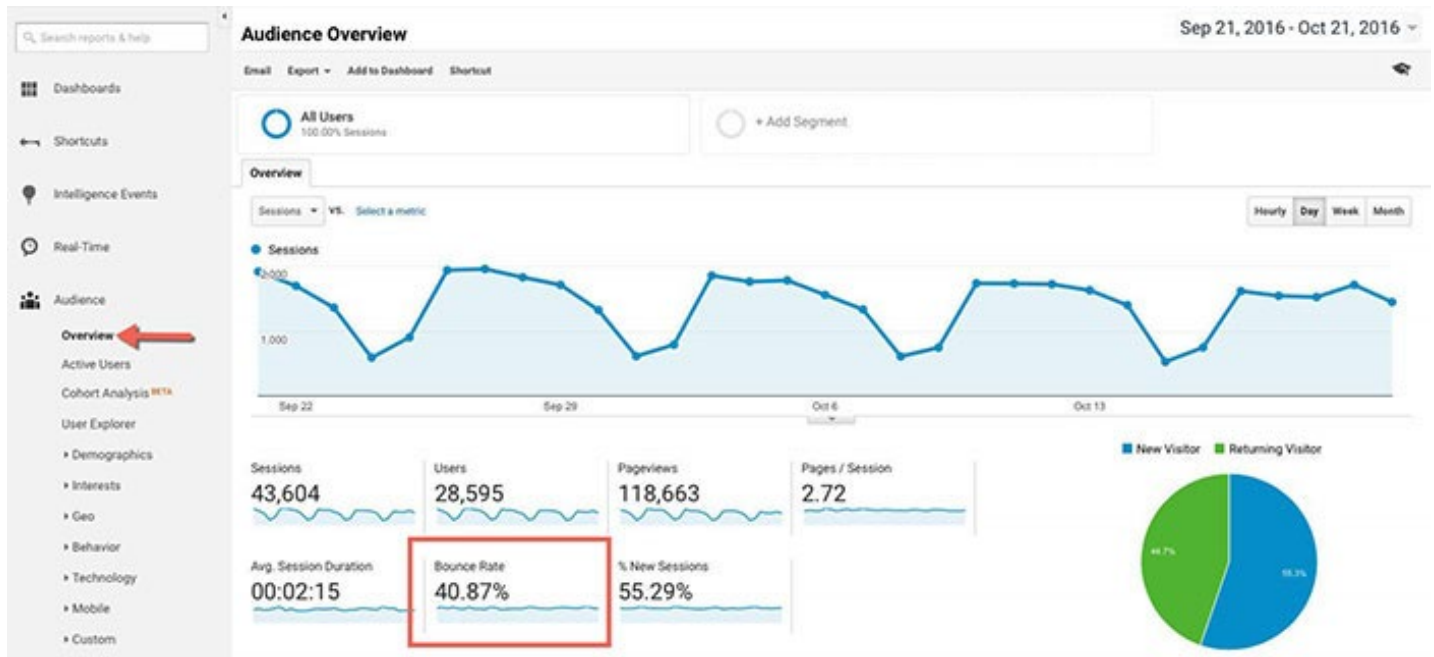 Search reports & help
Dashboards
Shortcuts
Intelligence Events
Real-Time
Audience
Overview
Active Users
Cohort Analysis BETA
User Explorer
Demographics
Interests
Geo
Behavior
Technology
Mobile
Custom
Audience Overview
Sep 21, 2016 - Oct 21, 2016
Email Export Add to Dashboard Shortcut
All Users
100.00% Sessions
+ Add Segment
Overview
Sessions VS. Select a metric
Hourly Day Week Month
Sessions
2,000
1,000
Sep 22 Sep 29 Oct 6 Oct 13
New Visitor Returning Visitor
Sessions
43,604
Users
28,595
Pageviews
118,663
Pages / Session
2.72
Avg. Session Duration
00:02:15
Bounce Rate
40.87%
% New Sessions
55.29%
44.7%
55.3%